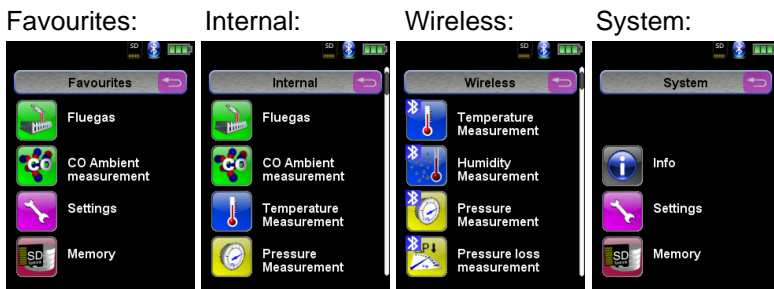 Favourites:
Internal:
Wireless:
System:
SD
Favourites
Fluegas
CO
CO Ambient
measurement
Settings
SD
Memory
SD
Internal
Fluegas
CO
CO Ambient
measurement
Temperature
Measurement
Pressure
Measurement
SD
Wireless
Temperature
Measurement
Humidity
Measurement
Pressure
Measurement
P↓
Pressure loss
measurement
SD
System
i
Info
Settings
SD
Memory